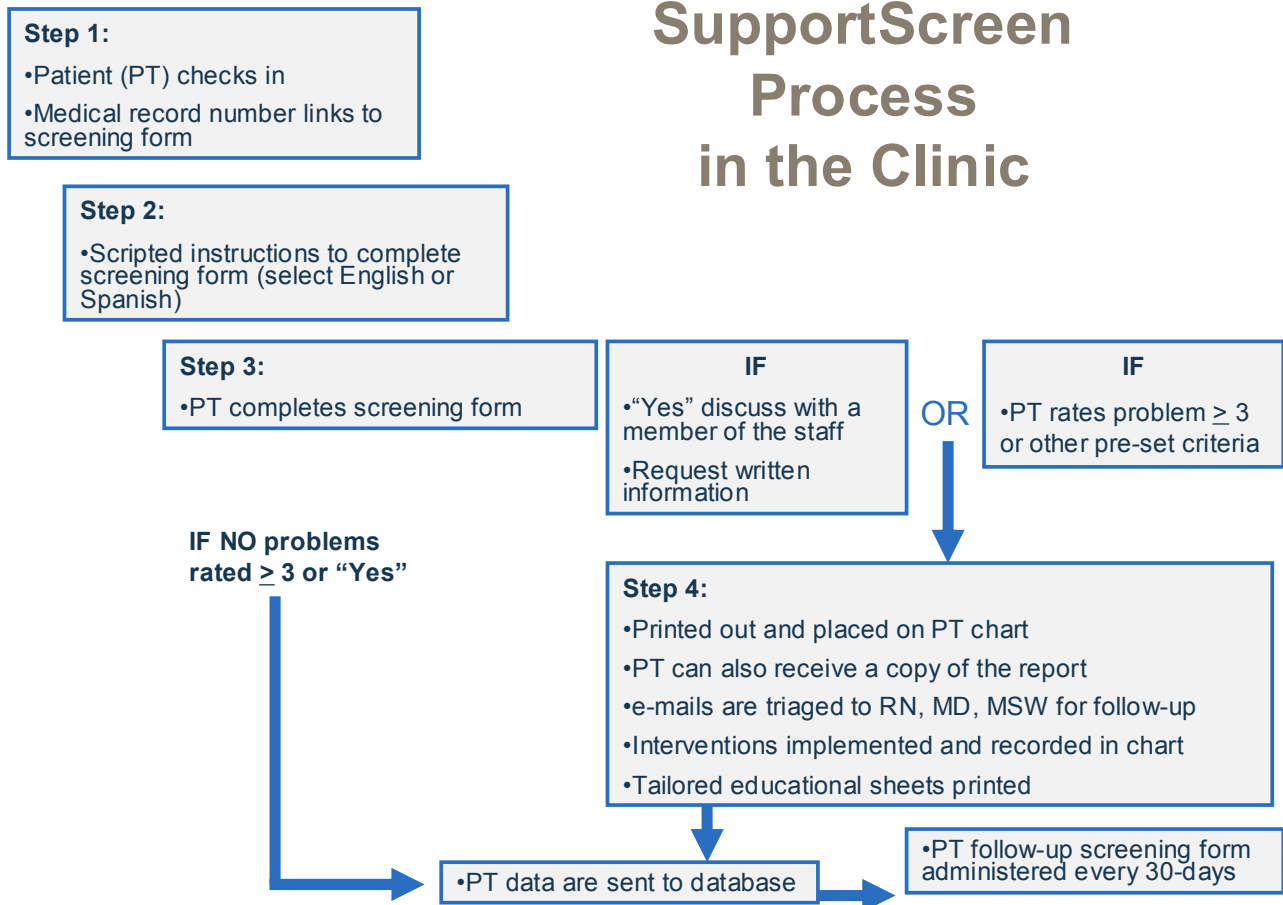 SupportScreen
Process
in the Clinic
Step 1:
•Patient (PT) checks in
•Medical record number links to
screening form
Step 2:
•Scripted instructions to complete
screening form (select English or
Spanish)
Step 3:
•PT completes screening form
IF
•“Yes” discuss with a
member of the staff
•Request written
information
OR
IF
•PT rates problem ≥ 3
or other pre-set criteria
IF NO problems
rated ≥ 3 or “Yes”
Step 4:
•Printed out and placed on PT chart
•PT can also receive a copy of the report
•e-mails are triaged to RN, MD, MSW for follow-up
•Interventions implemented and recorded in chart
•Tailored educational sheets printed
•PT data are sent to database
•PT follow-up screening form
administered every 30-days